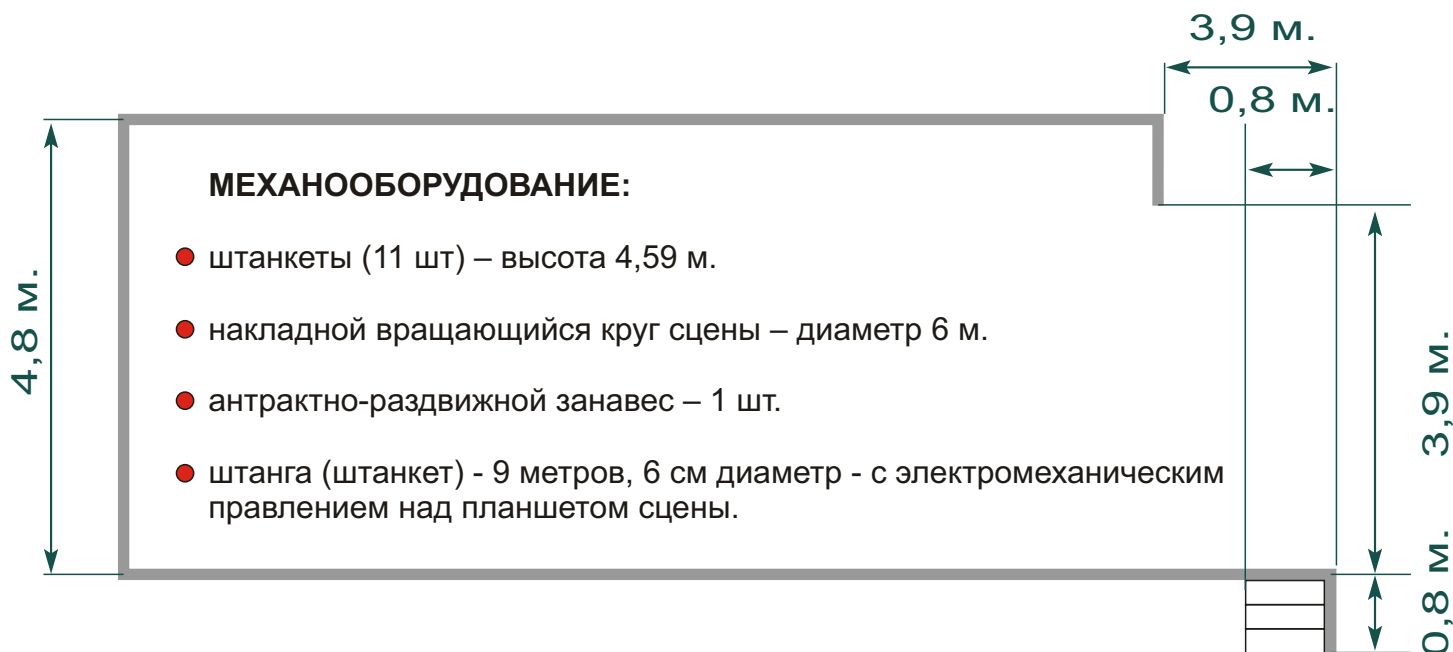 3,9 м.
0,8 м.
МЕХАНООБОРУДОВАНИЕ:
штанкеты (11 шт) – высота 4,59 м.
накладной вращающийся круг сцены – диаметр 6 м.
антрактно-раздвижной занавес – 1 шт.
штанга (штанкет) - 9 метров, 6 см диаметр - с электромеханическим
правлением над планшетом сцены.
4,8 м.
3,9 м.
0,8 м.